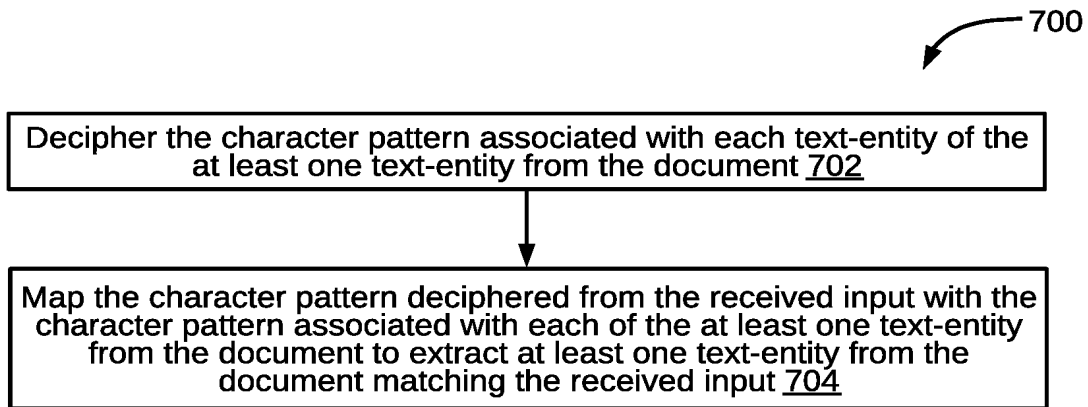 700
Decipher the character pattern associated with each text-entity of the
at least one text-entity from the document 702
Map the character pattern deciphered from the received input with the
character pattern associated with each of the at least one text-entity
from the document to extract at least one text-entity from the
document matching the received input 704